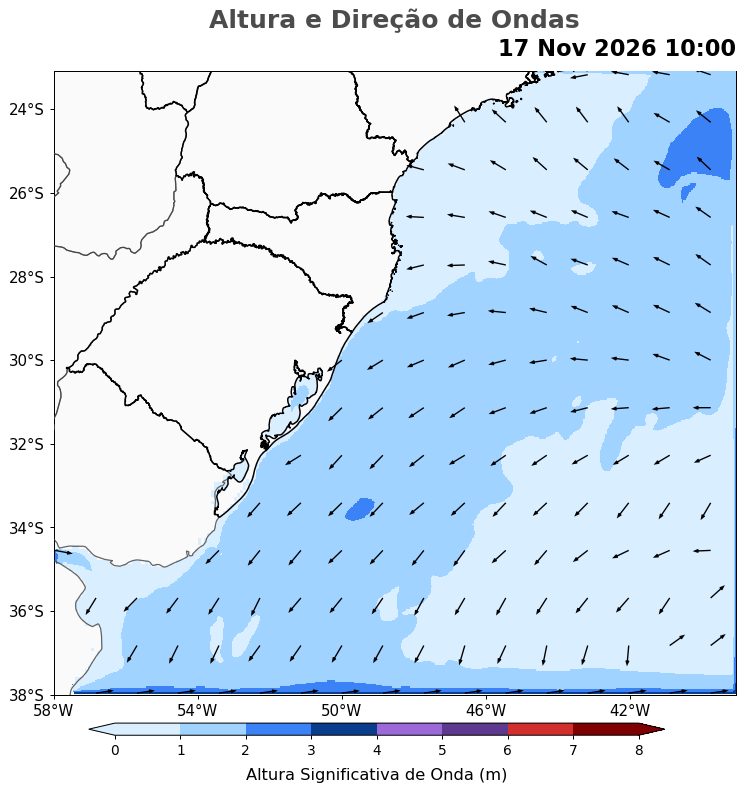 Altura e Direção de Ondas
17 Nov 2026 10:00
24°S
26°S
28°S
30°S
32°S
34°S
36°S
38°S
58°W 54°W 50°W 46°W 42°W
0 1 2 3 4 5 6 7 8
Altura Significativa de Onda (m)